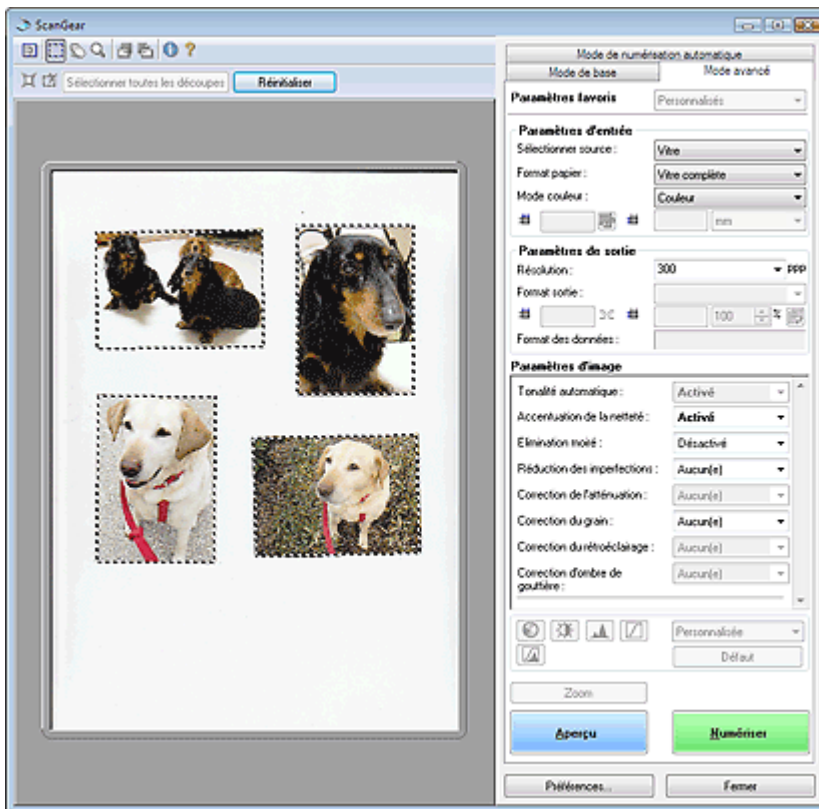 ScanGear
Sélectionner toutes les découpes
Réinitialiser
Mode de numérisation automatique
Mode de base
Mode avancé
Paramètres favoris
Personnalisés
Paramètres d'entrée
Sélectionner source :
Vitre
Format papier :
Vitre complète
Mode couleur :
Couleur
mm
Paramètres de sortie
Résolution :
300
PPP
Format sortie :
100
%
Format des données :
Paramètres d'image
Tonalité automatique :
Activé
Accentuation de la netteté :
Activé
Elimination moiré :
Désactivé
Réduction des imperfections :
Aucun(e)
Correction de l'atténuation :
Aucun(e)
Correction du grain :
Aucun(e)
Correction du rétroéclairage :
Aucun(e)
Correction d'ombre de
gouttière :
Aucun(e)
Personnalisée
Défaut
Zoom
Aperçu
Numériser
Préférences...
Fermer